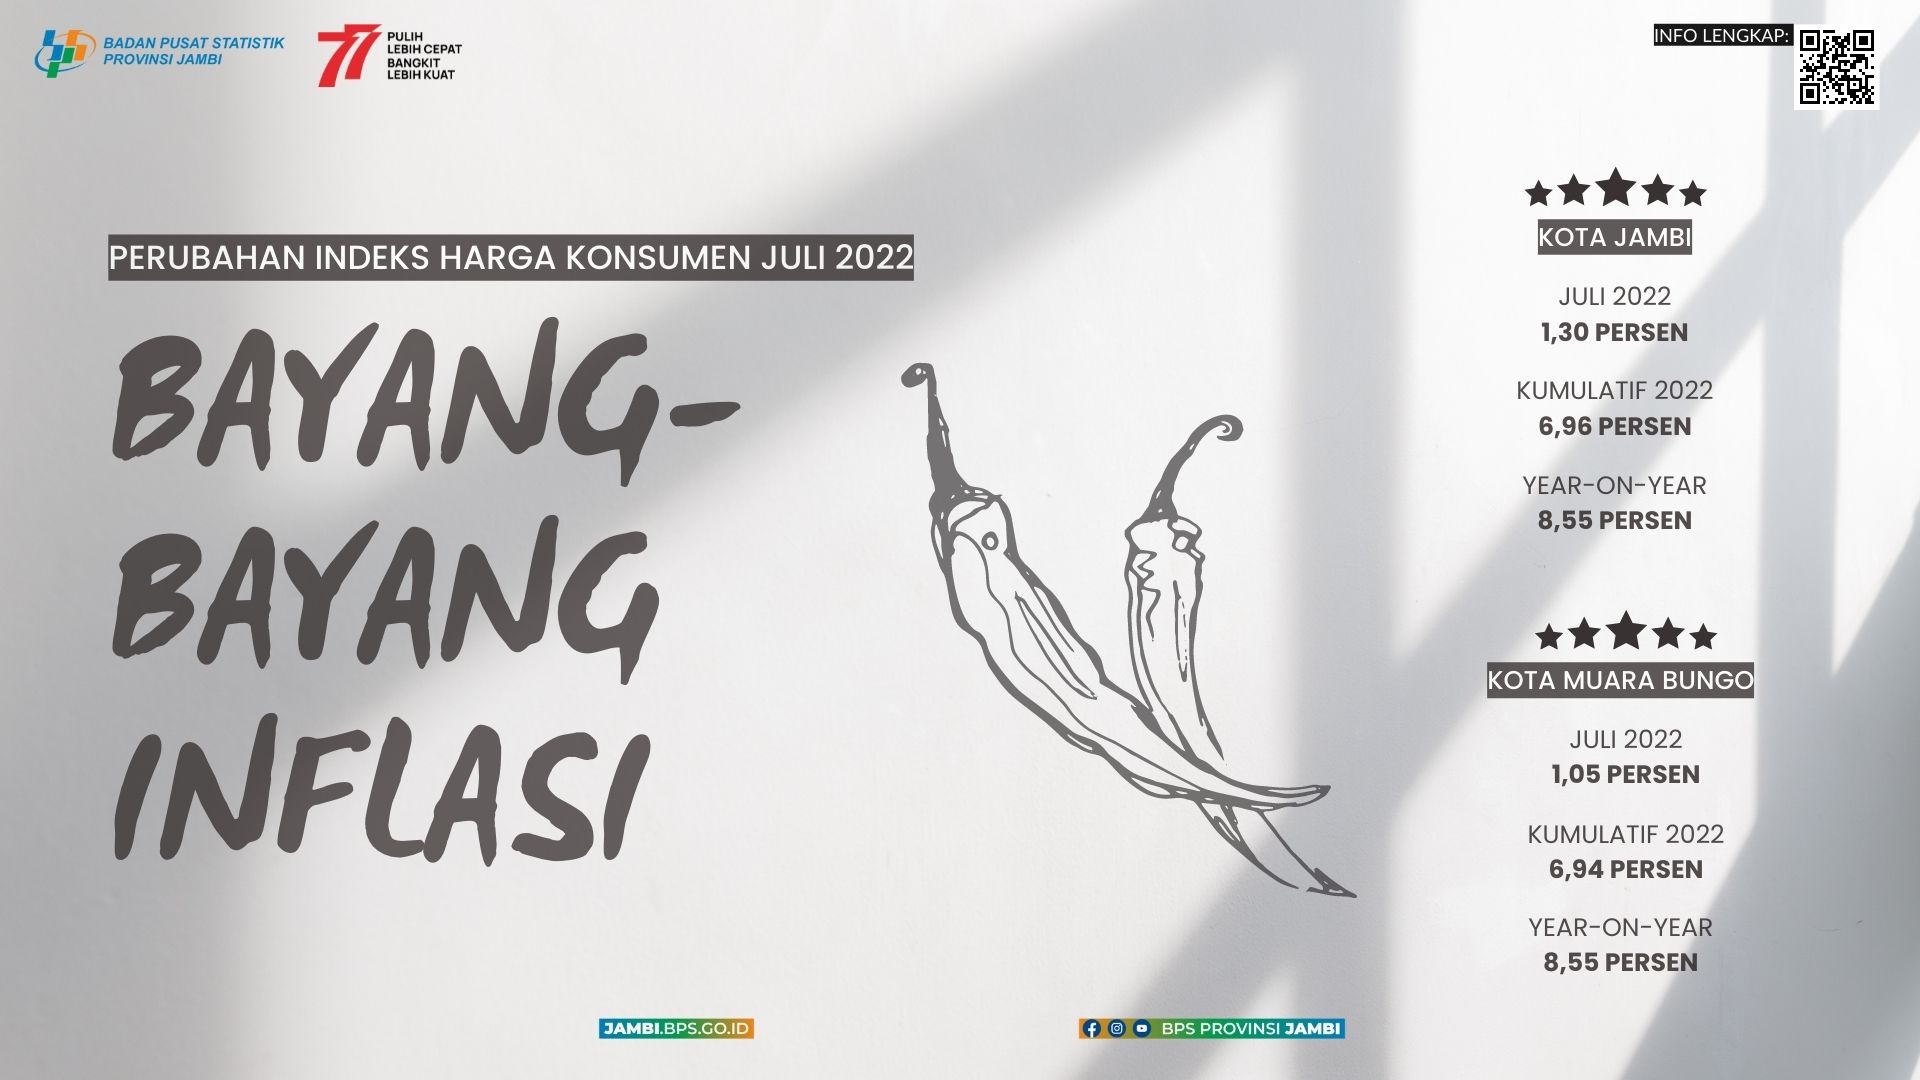 BADAN PUSAT STATISTIK
PROVINSI JAMBI
77
PULIH
LEBIH CEPAT
BANGKIT
LEBIH KUAT
INFO LENGKAP:
PERUBAHAN INDEKS HARGA KONSUMEN JULI 2022
BAYANG-
BAYANG
INFLASI
KOTA JAMBI
JULI 2022
1,30 PERSEN
KUMULATIF 2022
6,96 PERSEN
YEAR-ON-YEAR
8,55 PERSEN
KOTA MUARA BUNGO
JULI 2022
1,05 PERSEN
KUMULATIF 2022
6,94 PERSEN
YEAR-ON-YEAR
8,55 PERSEN
JAMBI.BPS.GO.ID
BPS PROVINSI JAMBI